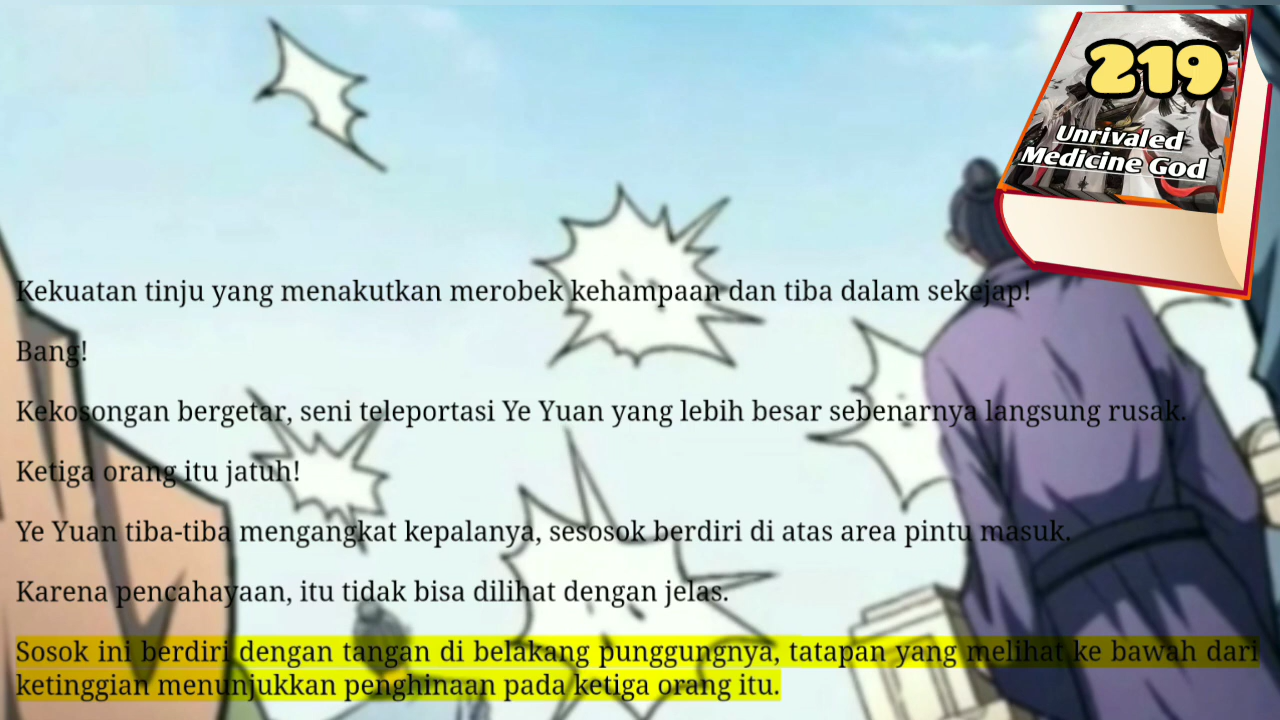 219
Unrivaled
Medicine God
Kekuatan tinju yang menakutkan merobek kehampaan dan tiba dalam sekejap!
Bang!
Kekosongan bergetar, seni teleportasi Ye Yuan yang lebih besar sebenarnya langsung rusak.
Ketiga orang itu jatuh!
Ye Yuan tiba-tiba mengangkat kepalanya, sesosok berdiri di atas area pintu masuk.
Karena pencahayaan, itu tidak bisa dilihat dengan jelas.
Sosok ini berdiri dengan tangan di belakang punggungnya, tatapan yang melihat ke bawah dari
ketinggian menunjukkan penghinaan pada ketiga orang itu.